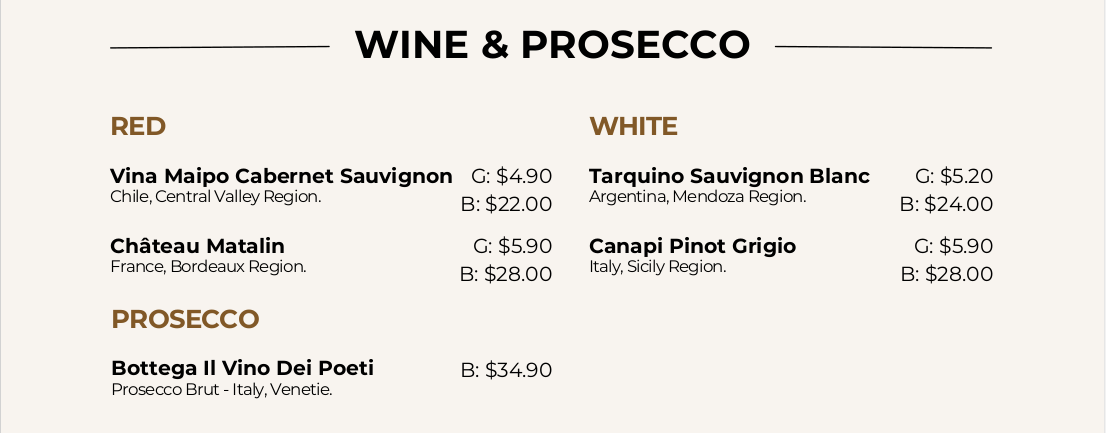 WINE & PROSECCO
RED
Vina Maipo Cabernet Sauvignon G: $4.90
Chile, Central Valley Region.
B: $22.00
Château Matalin G: $5.90
France, Bordeaux Region.
B: $28.00
WHITE
Tarquino Sauvignon Blanc G: $5.20
Argentina, Mendoza Region.
B: $24.00
Canapi Pinot Grigio G: $5.90
Italy, Sicily Region.
B: $28.00
PROSECCO
Bottega Il Vino Dei Poeti B: $34.90
Prosecco Brut - Italy, Venetie.